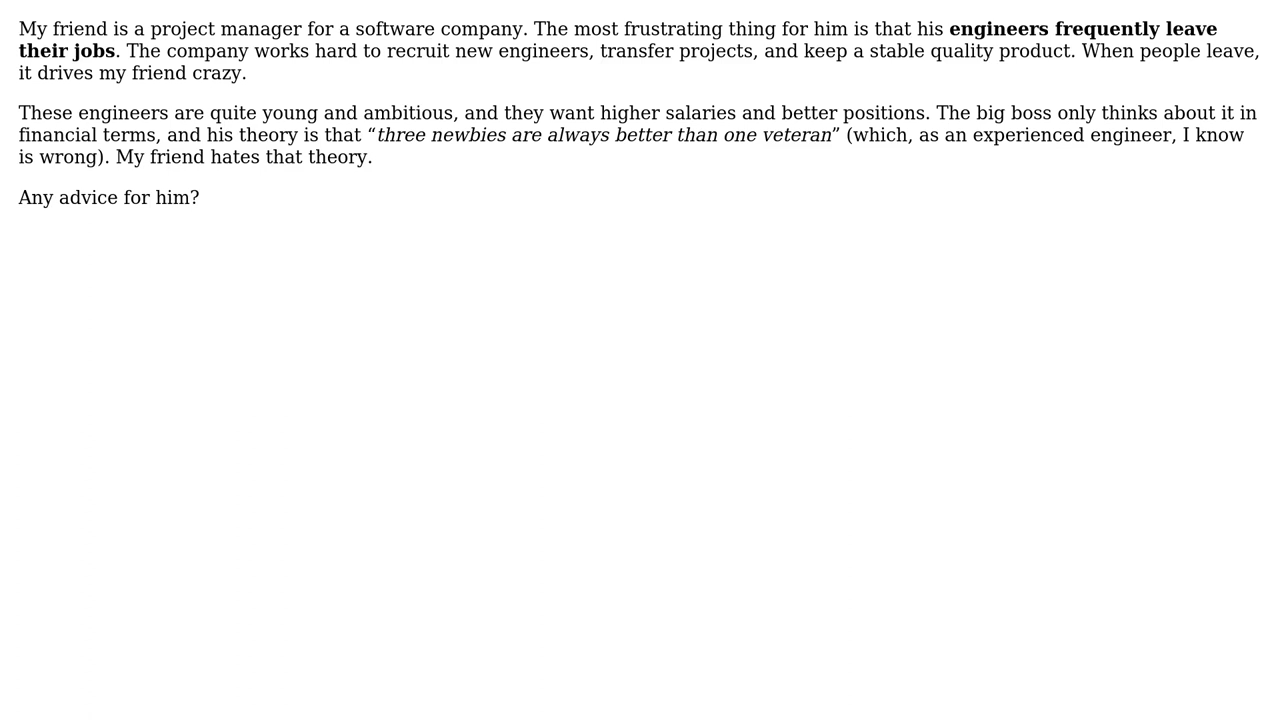 My friend is a project manager for a software company. The most frustrating thing for him is that his engineers frequently leave
their jobs. The company works hard to recruit new engineers, transfer projects, and keep a stable quality product. When people leave,
it drives my friend crazy.
These engineers are quite young and ambitious, and they want higher salaries and better positions. The big boss only thinks about it in
financial terms, and his theory is that “three newbies are always better than one veteran” (which, as an experienced engineer, I know
is wrong). My friend hates that theory.
Any advice for him?